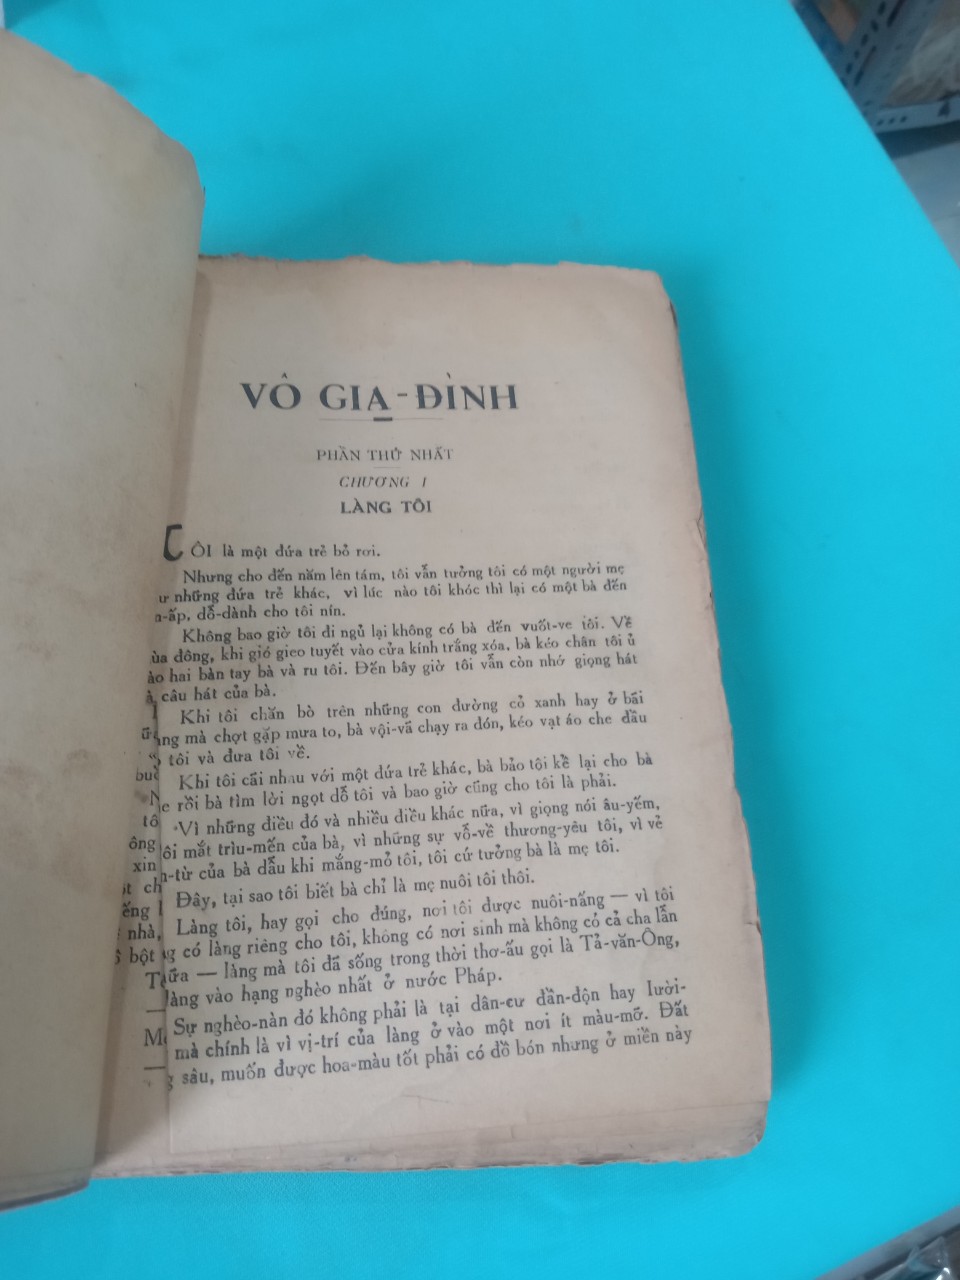 VÔ GIA-ĐÌNH
PHẦN THỨ NHẤT
CHƯƠNG I
LÀNG TÔI
ÔI là một đứa trẻ bỏ rơi.
Nhưng cho đến năm lên tám, tôi vẫn tưởng tôi có một người mẹ
những đứa trẻ khác, vì lúc nào tôi khóc thì lại có một bà đến
dỗ-dành cho tôi nín.
Không bao giờ tôi đi ngủ lại không có bà đến vuốt-ve tôi. Về
đông, khi gió gieo tuyết vào cửa kính trắng xóa, bà kéo chân tôi ủ
hai bàn tay bà và ru tôi. Đến bây giờ tôi vẫn còn nhớ giọng hát
câu hát của bà.
Khi tôi chăn bò trên những con đường cỏ xanh hay ở bãi
mà chợt gặp mưa to, bà vội-vã chạy ra đón, kéo vạt áo che đầu
tôi và đưa tôi về.
Khi tôi cãi nhau với một đứa trẻ khác, bà bảo tôi kể lại cho bà
rồi bà tìm lời ngọt dỗ tôi và bao giờ cũng cho tôi là phải.
Vì những điều đó và nhiều điều khác nữa, vì giọng nói âu-yếm,
mắt trìu-mến của bà, vì những sự vỗ-về thương-yêu tôi, vì vẻ
của bà dẫu khi mắng-mỏ tôi, tôi cứ tưởng bà là mẹ tôi.
Đây, tại sao tôi biết bà chỉ là mẹ nuôi tôi thôi.
Làng tôi, hay gọi cho đúng, nơi tôi được nuôi-nấng — vì tôi
có làng riêng cho tôi, không có nơi sinh mà không có cả cha lẫn
— làng mà tôi đã sống trong thời thơ-ấu gọi là Tả-văn-Ông,
làng vào hạng nghèo nhất ở nước Pháp.
Sự nghèo-nàn đó không phải là tại dân-cư đần-độn hay lười-
mà chính là vì vị-trí của làng ở vào một nơi ít màu-mỡ. Đất
sâu, muốn được hoa-màu tốt phải có đồ bón nhưng ở miền này